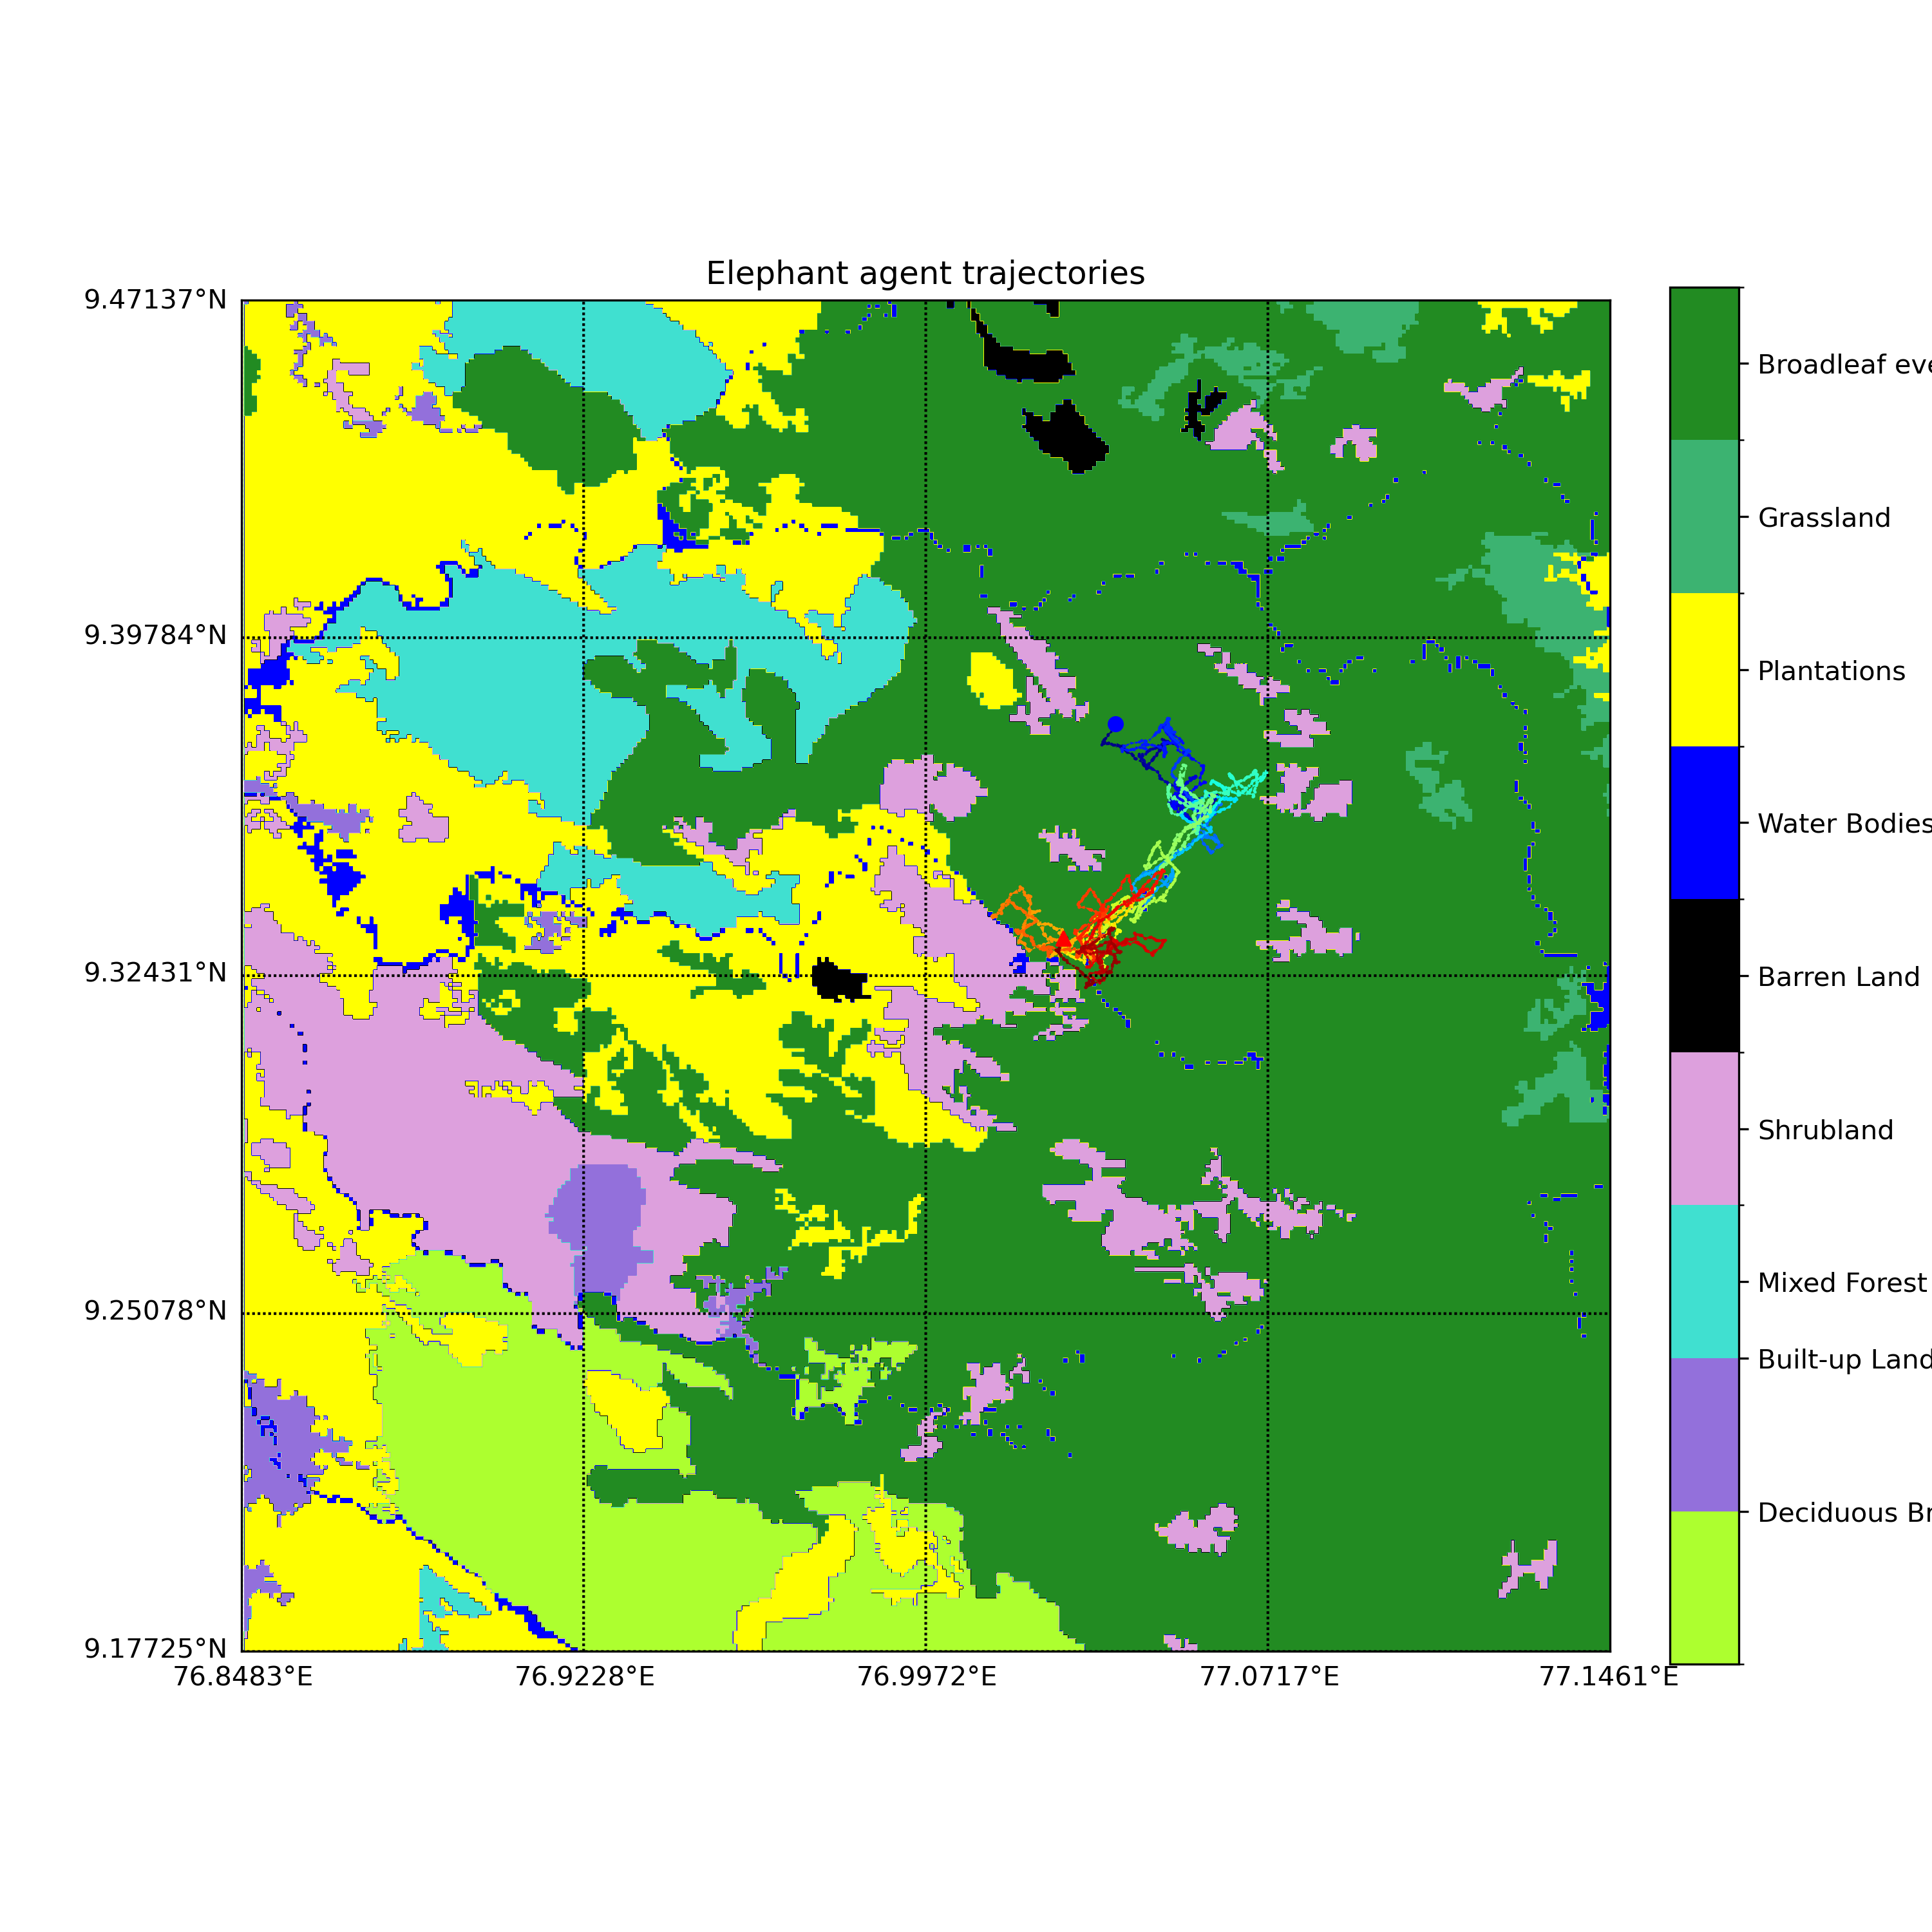 Elephant agent trajectories
9.47137°N
9.39784°N
9.32431°N
9.25078°N
9.17725°N
76.8483°E
76.9228°E
76.9972°E
77.0717°E
77.1461°E
Broadleaf eve
Grassland
Plantations
Water Bodies
Barren Land
Shrubland
Mixed Forest
Built-up Land
Deciduous Br